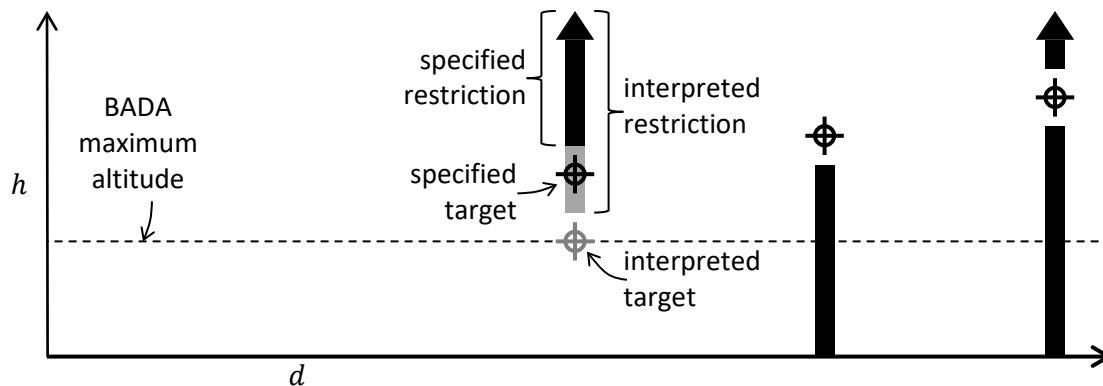 specified
restriction
interpreted
restriction
BADA
maximum
altitude
h
specified
target
interpreted
target
d